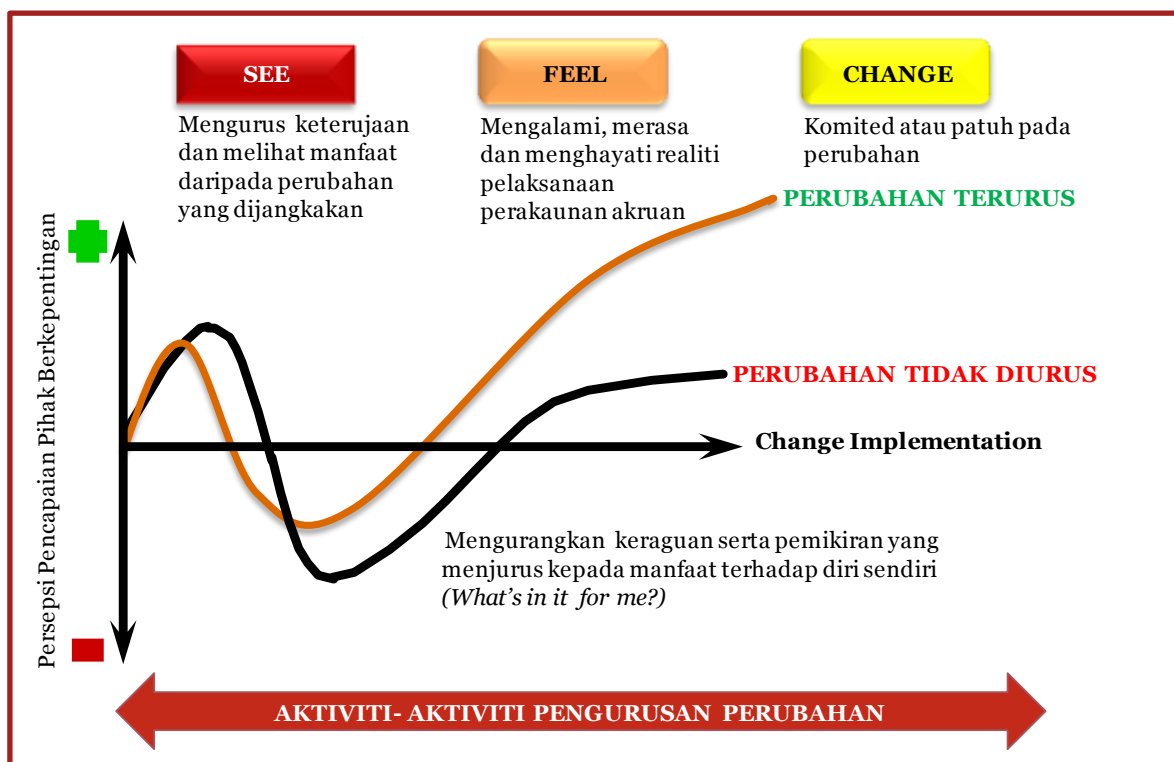 SEE
Mengurus keterujaan
dan melihat manfaat
daripada perubahan
yang dijangkakan
FEEL
Mengalami, merasa
dan menghayati realiti
pelaksanaan
perakaunan akruan
CHANGE
Komited atau patuh pada
perubahan
PERUBAHAN TERURUS
Persepsi Pencapaian Pihak Berkepentingan
PERUBAHAN TIDAK DIURUS
Change Implementation
Mengurangkan keraguan serta pemikiran yang
menjurus kepada manfaat terhadap diri sendiri
(What's in it for me?)
AKTIVITI- AKTIVITI PENGURUSAN PERUBAHAN